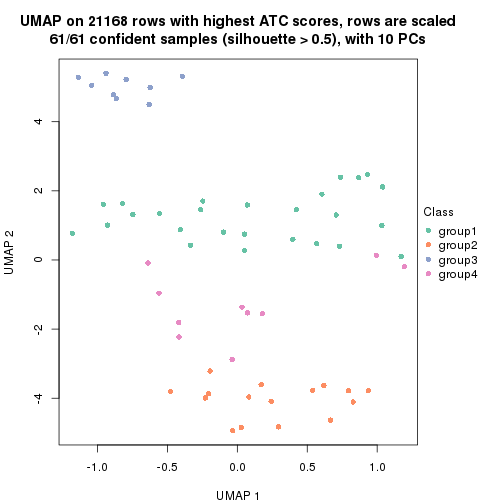 UMAP on 21168 rows with highest ATC scores, rows are scaled
61/61 confident samples (silhouette > 0.5), with 10 PCs
4
2
0
-2
-4
UMAP 2
-1.0 -0.5 0.0 0.5 1.0
UMAP 1
Class
group1
group2
group3
group4